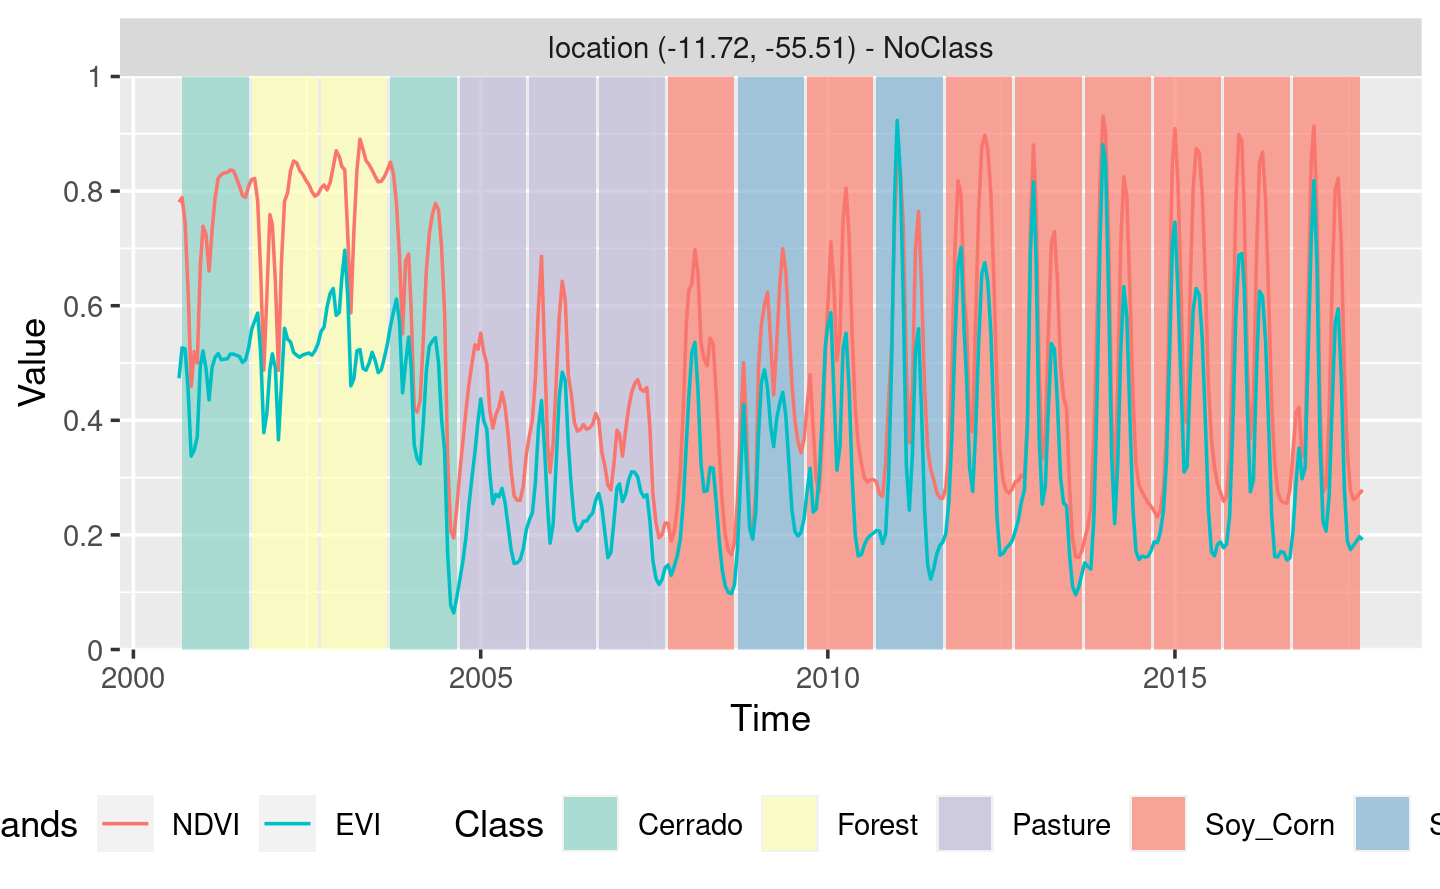 location (-11.72, -55.51) - NoClass
1
0.8
0.6
0.4
0.2
0
Value
2000 2005 2010 2015
Time
ands NDVI EVI Class Cerrado Forest Pasture Soy_Corn S